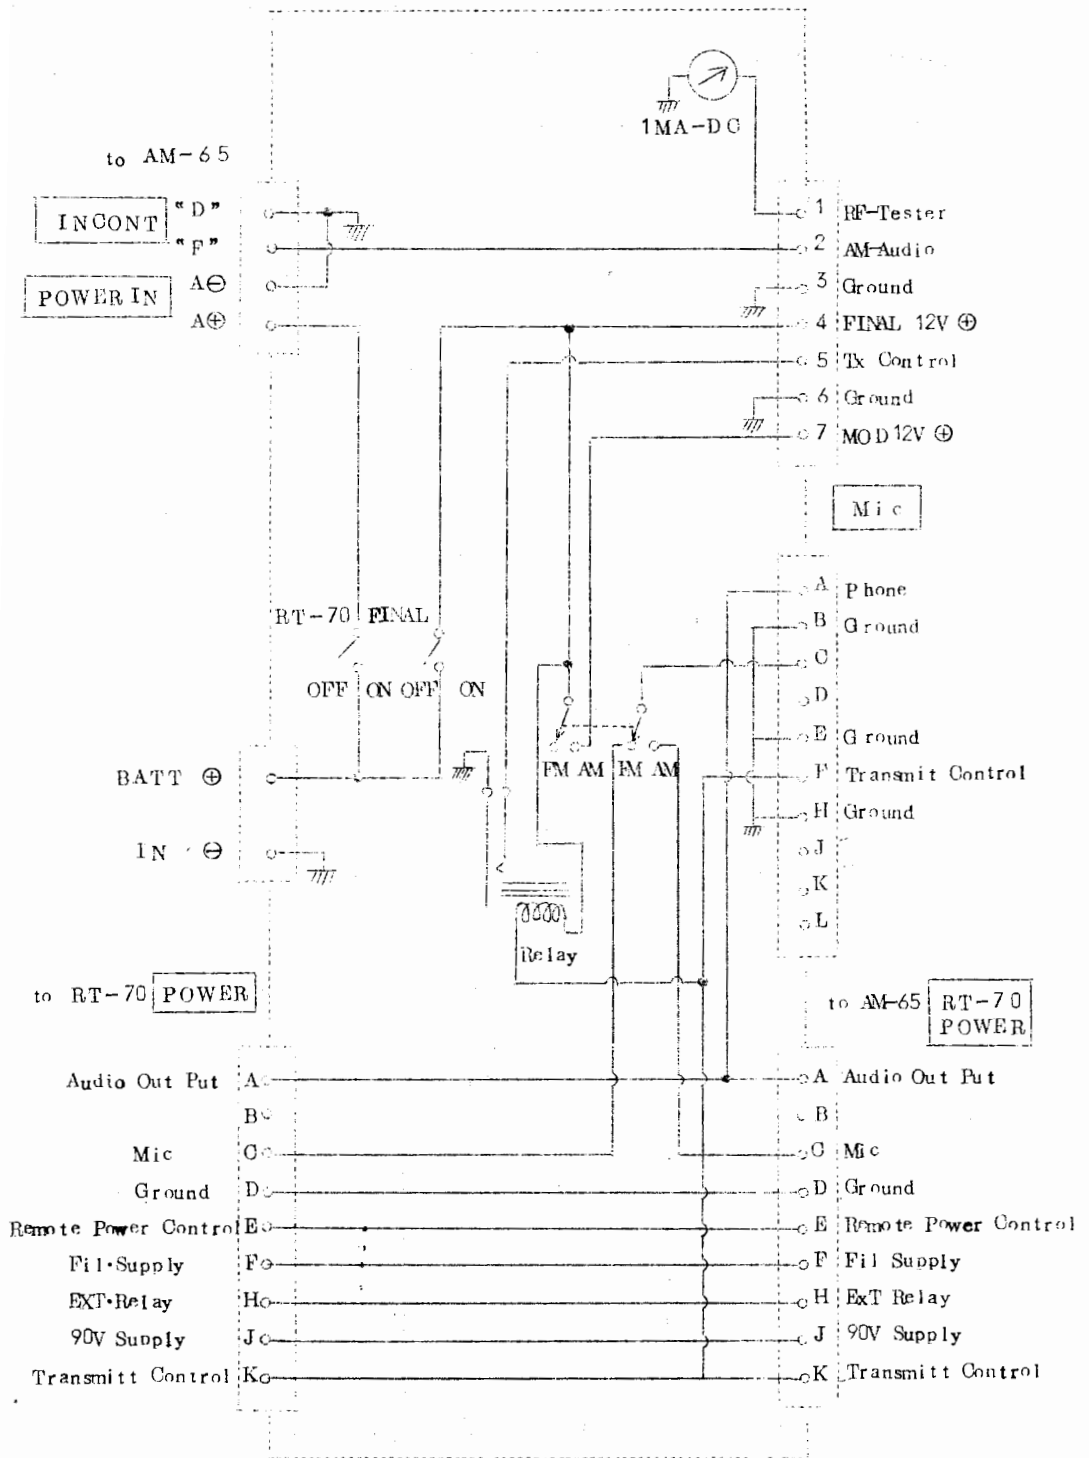 1MA-DC
to AM-65
INCONT
"D"
"F"
POWER IN
A⊖
A⊕
1 RF-Tester
2 AM-Audio
3 Ground
4 FINAL 12V ⊕
5 Tx Control
6 Ground
7 MOD 12V ⊕
Mic
A Phone
B Ground
C
D
E Ground
F Transmit Control
H Ground
J
K
L
RT-70 FINAL
OFF ON OFF ON
FM AM FM AM
BATT ⊕
IN ⊖
Relay
to RT-70 POWER
to AM-65 RT-70
POWER
Audio Out Put A
B
Mic C
Ground D
Remote Power Control E
Fil·Supply F
EXT·Relay H
90V Supply J
Transmitt Control K
A Audio Out Put
B
C Mic
D Ground
E Remote Power Control
F Fil Supply
H ExT Relay
J 90V Supply
K Transmitt Control